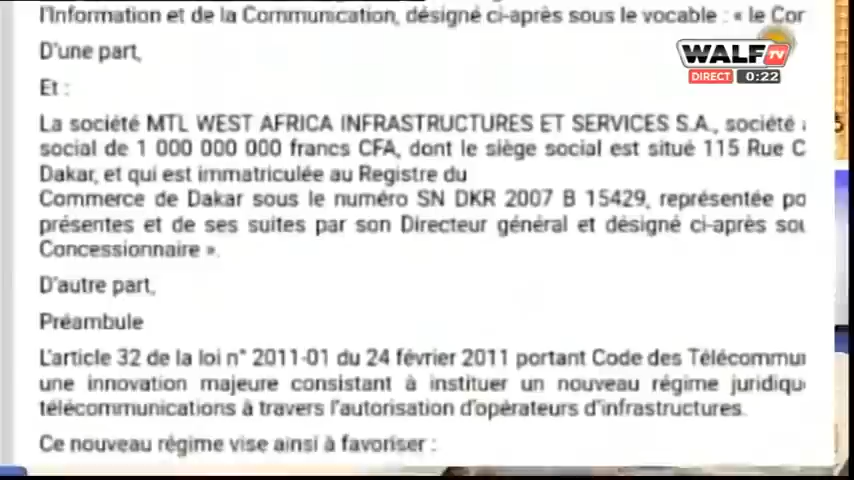 l'Information et de la Communication, désigné ci-après sous le vocable : « le
D'une part,
WALF TV
DIRECT 0:22
Et :
La société MTL WEST AFRICA INFRASTRUCTURES ET SERVICES S.A., société
social de 1 000 000 000 francs CFA, dont le siège social est situé 115 Rue
Dakar, et qui est immatriculée au Registre du
Commerce de Dakar sous le numéro SN DKR 2007 B 15429, représentée
présentes et de ses suites par son Directeur général et désigné ci-après
Concessionnaire ».
D'autre part,
Préambule
L'article 32 de la loi n° 2011-01 du 24 février 2011 portant Code des
une innovation majeure consistant à instituer un nouveau régime
télécommunications à travers l'autorisation d'opérateurs d'infrastructures.
Ce nouveau régime vise ainsi à favoriser :